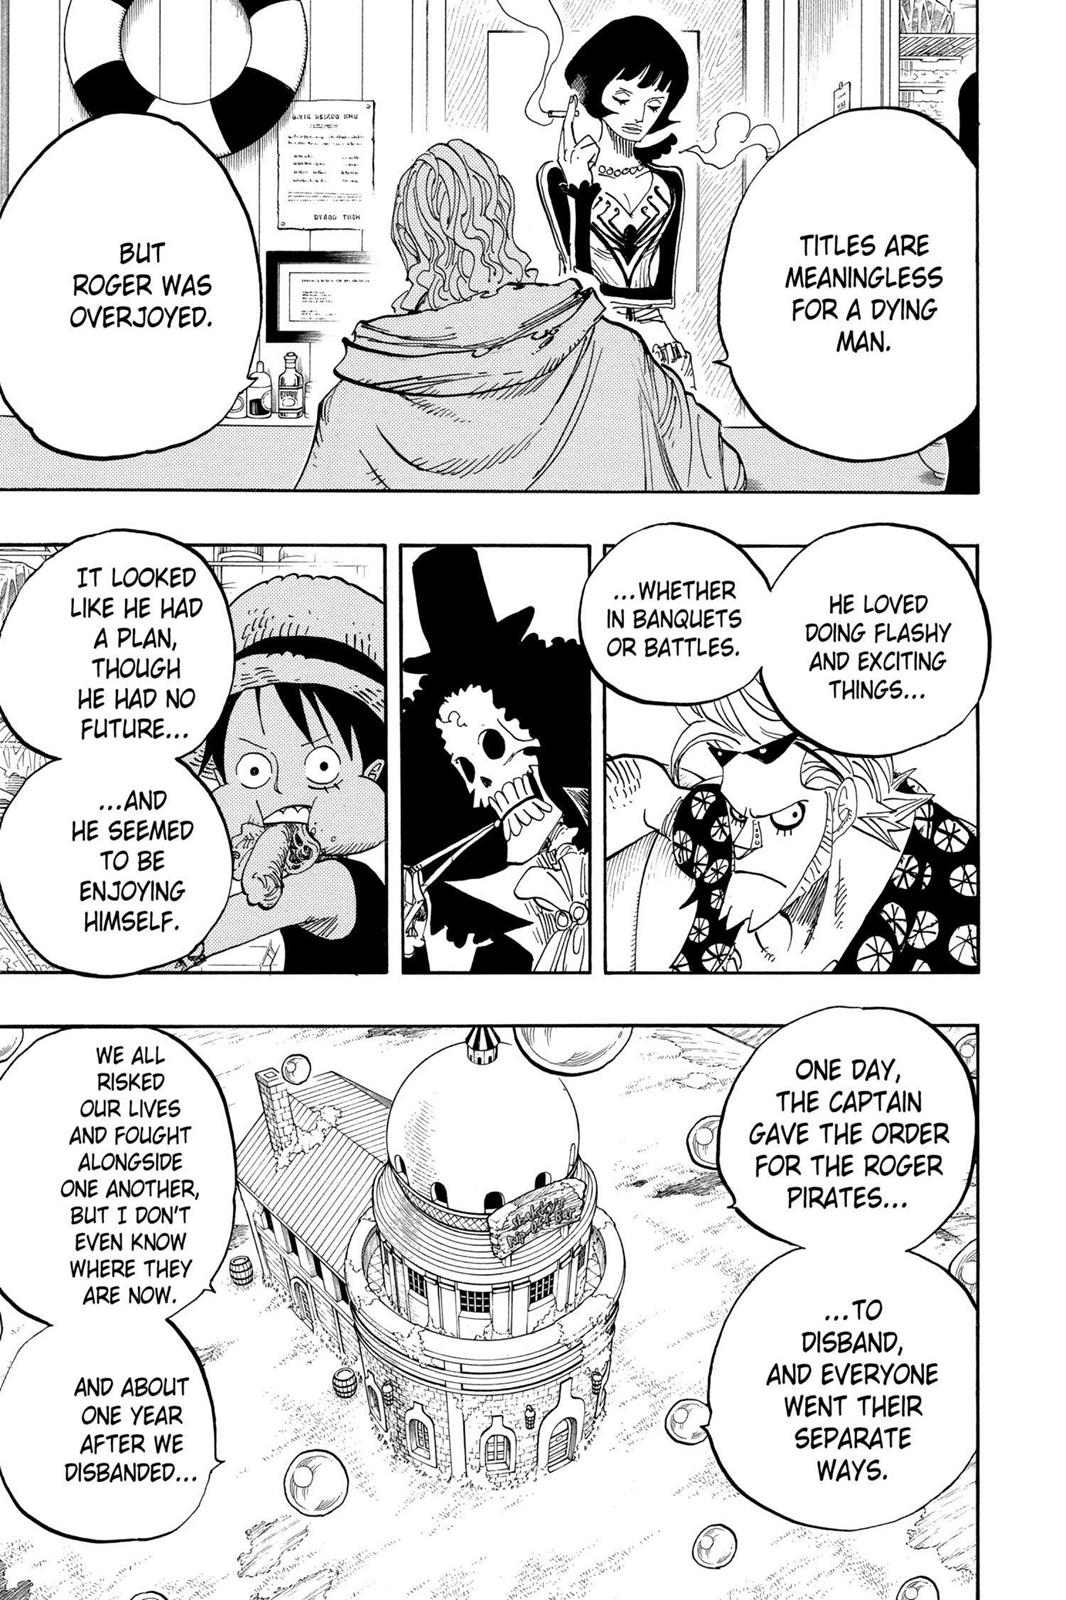 TITLES ARE
MEANINGLESS
FOR A DYING
MAN.
BUT
ROGER WAS
OVERJOYED.
HE LOVED
DOING FLASHY
AND EXCITING
THINGS...
...WHETHER
IN BANQUETS
OR BATTLES.
IT LOOKED
LIKE HE HAD
A PLAN,
THOUGH
HE HAD NO
FUTURE...
...AND
HE SEEMED
TO BE
ENJOYING
HIMSELF.
ONE DAY,
THE CAPTAIN
GAVE THE ORDER
FOR THE ROGER
PIRATES...
...TO
DISBAND,
AND EVERYONE
WENT THEIR
SEPARATE
WAYS.
Shakky's
RIP-OFF BAR
WE ALL
RISKED
OUR LIVES
AND FOUGHT
ALONGSIDE
ONE ANOTHER,
BUT I DON'T
EVEN KNOW
WHERE THEY
ARE NOW.
AND ABOUT
ONE YEAR
AFTER WE
DISBANDED...